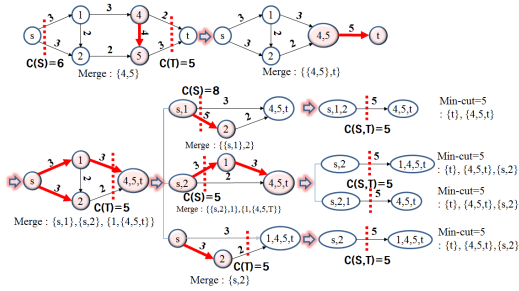 1 3 4 2
3 2 4
s t
3 2 5 3
2
C(S)=6 C(T)=5
Merge : {4,5}
1 3
3 2 2 4,5 5 t
s
3 2 2
Merge : {{4,5},t}
C(S)=8
s,1 3 4,5,t
5 2
2
Merge : {{s,1},2}
s,1,2 5 4,5,t
C(S,T)=5
Min-cut=5
: {t}, {4,5,t}
3 1 3
s 2 4,5,t
3 2 2
C(T)=5
Merge : {s,1},{s,2}, {1,{4,5,t}}
3 1 3
s,2 2 4,5,t
C(S)=5
Merge : {{s,2},1},{1,{4,5,T}}
s,2 5 1,4,5,t
C(S,T)=5
Min-cut=5
: {t}, {4,5,t},{s,2}
s,2,1 5 4,5,t
Min-cut=5
: {t}, {4,5,t},{s,2}
s 3 1,4,5,t
3 2 2
C(T)=5
Merge : {s,2}
s,2 5 1,4,5,t
C(S,T)=5
Min-cut=5
: {t}, {4,5,t},{s,2}